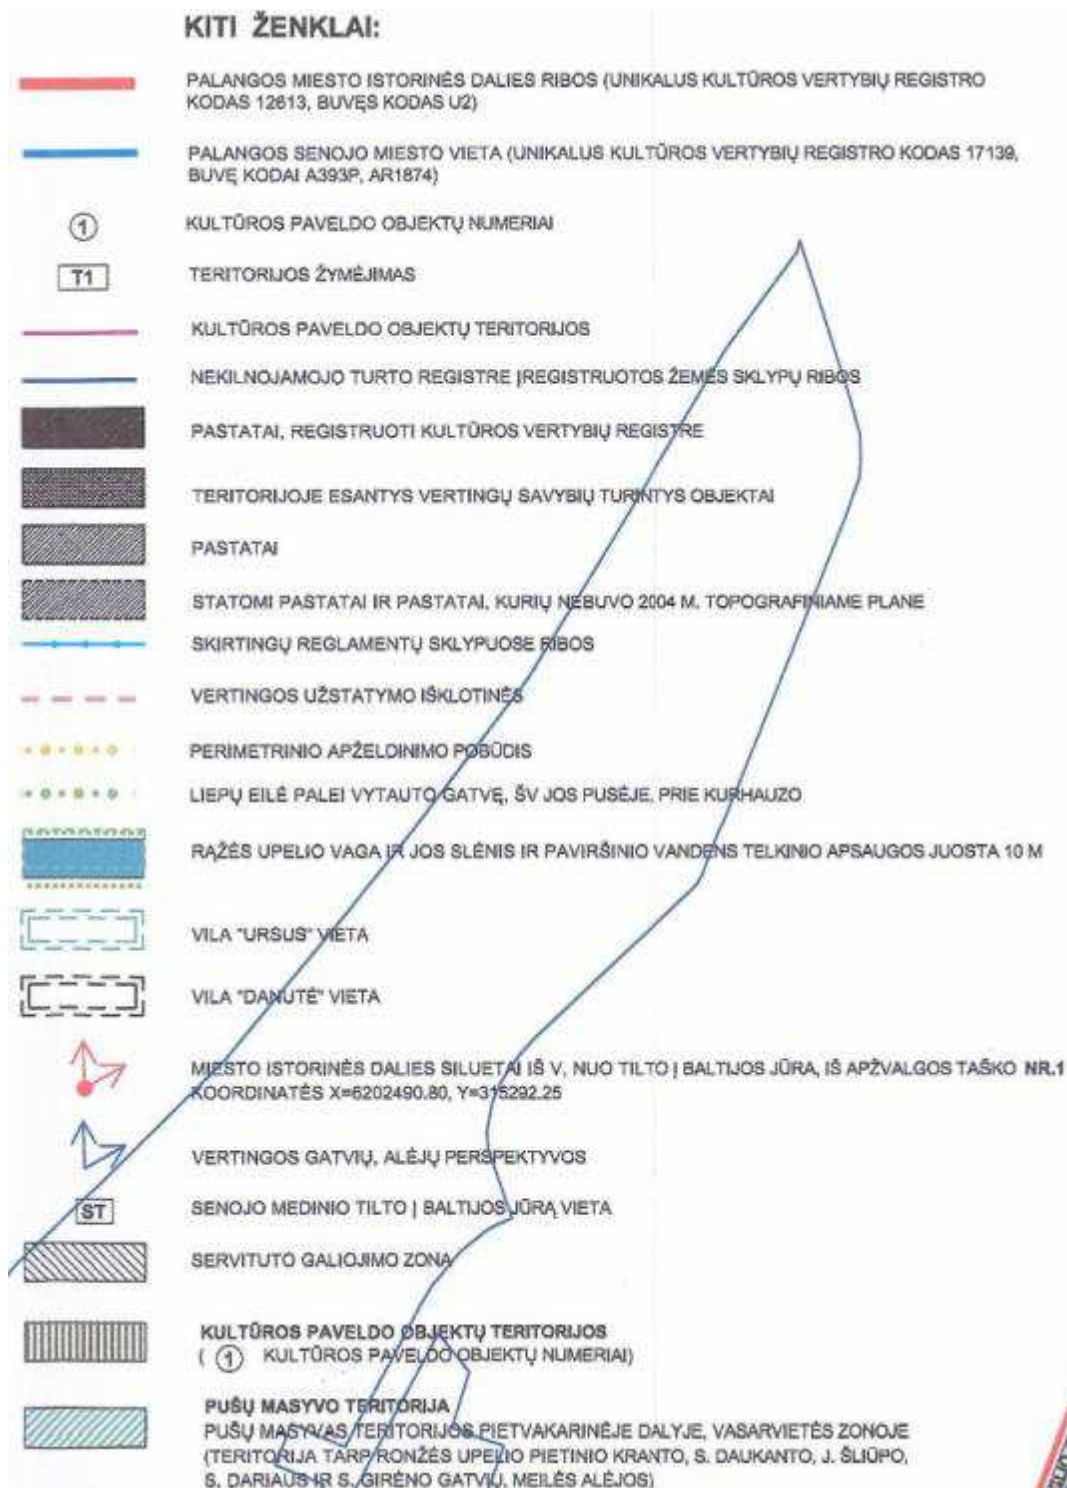 KITI ŽENKLAI:
PALANGOS MIESTO ISTORINĖS DALIES RIBOS (UNIKALUS KULTŪROS VERTYBIŲ REGISTRO
KODAS 12613, BUVĘS KODAS U2)
PALANGOS SENOJO MIESTO VIETA (UNIKALUS KULTŪROS VERTYBIŲ REGISTRO KODAS 17139,
BUVĘ KODAI A393P, AR1874)
1 KULTŪROS PAVELDO OBJEKTŲ NUMERIAI
T1 TERITORIJOS ŽYMĖJIMAS
KULTŪROS PAVELDO OBJEKTŲ TERITORIJOS
NEKILNOJAMOJO TURTO REGISTRE ĮREGISTRUOTOS ŽEMĖS SKLYPŲ RIBOS
PASTATAI, REGISTRUOTI KULTŪROS VERTYBIŲ REGISTRE
TERITORIJOJE ESANTYS VERTINGŲ SAVYBIŲ TURINTYS OBJEKTAI
PASTATAI
STATOMI PASTATAI IR PASTATAI, KURIŲ NEBUVO 2004 M. TOPOGRAFINIAME PLANE
SKIRTINGŲ REGLAMENTŲ SKLYPUOSE RIBOS
VERTINGOS UŽSTATYMO IŠKLOTINĖS
PERIMETRINIO APŽELDINIMO POBŪDIS
LIEPŲ EILĖ PALEI VYTAUTO GATVĘ, ŠV JOS PUSĖJE, PRIE KURHAUZO
RĄŽĖS UPELIO VAGA IR JOS SLĖNIS IR PAVIRŠINIO VANDENS TELKINIO APSAUGOS JUOSTA 10 M
VILA "URSUS" VIETA
VILA "DANUTĖ" VIETA
MIESTO ISTORINĖS DALIES SILUETAI IŠ V, NUO TILTO Į BALTIJOS JŪRĄ, IŠ APŽVALGOS TAŠKO NR.1
KOORDINATĖS X=6202490.80, Y=315292.25
VERTINGOS GATVIŲ, ALĖJŲ PERSPEKTYVOS
ST SENOJO MEDINIO TILTO Į BALTIJOS JŪRĄ VIETA
SERVITUTO GALIOJIMO ZONA
KULTŪROS PAVELDO OBJEKTŲ TERITORIJOS
( 1 KULTŪROS PAVELDO OBJEKTŲ NUMERIAI)
PUŠŲ MASYVO TERITORIJA
PUŠŲ MASYVAS TERITORIJOS PIETVAKARINĖJE DALYJE, VASARVIETĖS ZONOJE
(TERITORIJA TARP RONŽĖS UPELIO PIETINIO KRANTO, S. DAUKANTO, J. ŠLIŪPO,
S. DARIAUS IR S. GIRĖNO GATVIŲ, MEILĖS ALĖJOS)